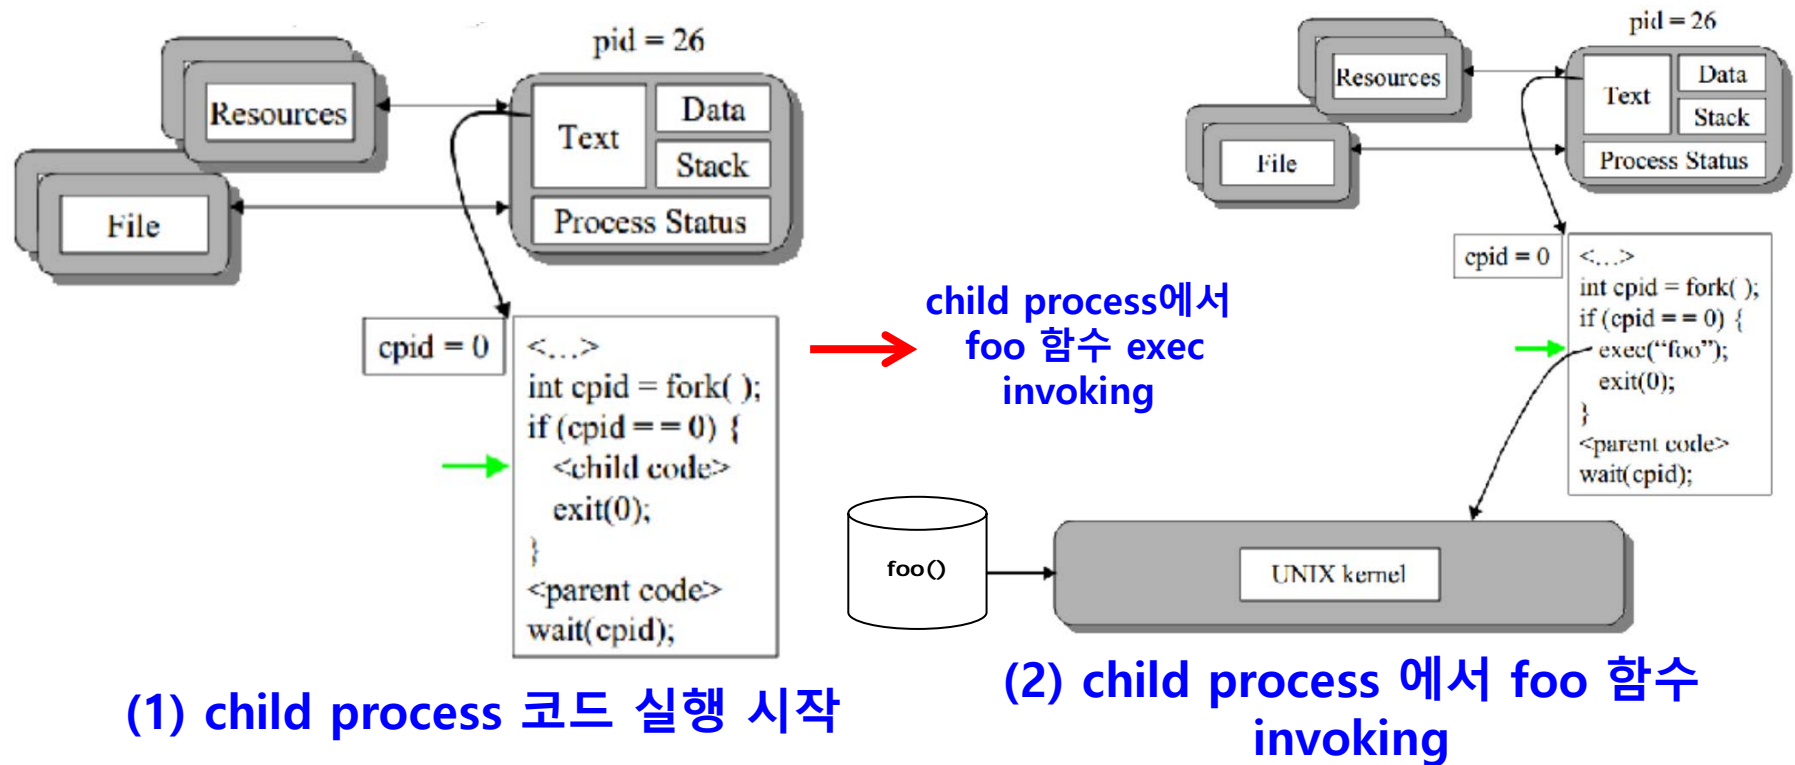 pid = 26
Resources
File
Text
Data
Stack
Process Status
cpid = 0
<...>
int cpid = fork( );
if (cpid = = 0) {
<child code>
exit(0);
}
<parent code>
wait(cpid);
(1) child process 코드 실행 시작
child process에서
foo 함수 exec
invoking
pid = 26
Resources
File
Text
Data
Stack
Process Status
cpid = 0
<...>
int cpid = fork( );
if (cpid = = 0) {
exec(“foo”);
exit(0);
}
<parent code>
wait(cpid);
foo()
UNIX kernel
(2) child process 에서 foo 함수
invoking